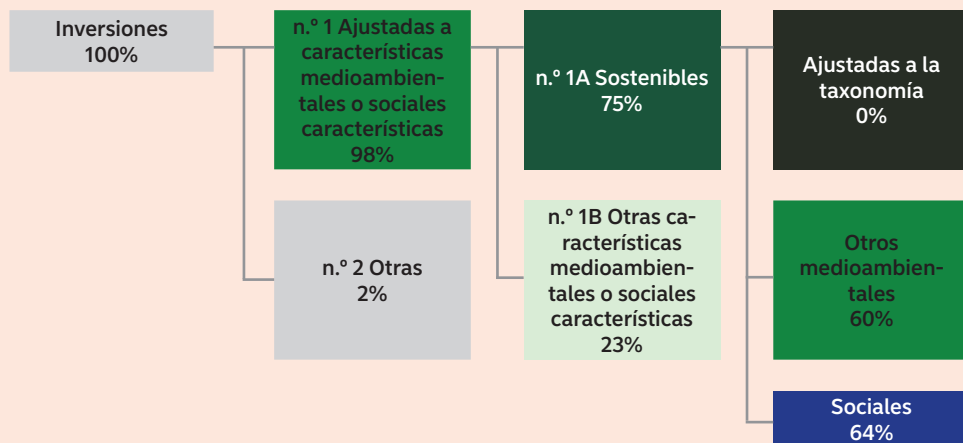 Inversiones
100%
n.º 1 Ajustadas a
características
medioambien-
tales o sociales
características
98%
n.º 2 Otras
2%
n.º 1A Sostenibles
75%
n.º 1B Otras ca-
racterísticas
medioambien-
tales o sociales
características
23%
Ajustadas a la
taxonomía
0%
Otros
medioambien-
tales
60%
Sociales
64%